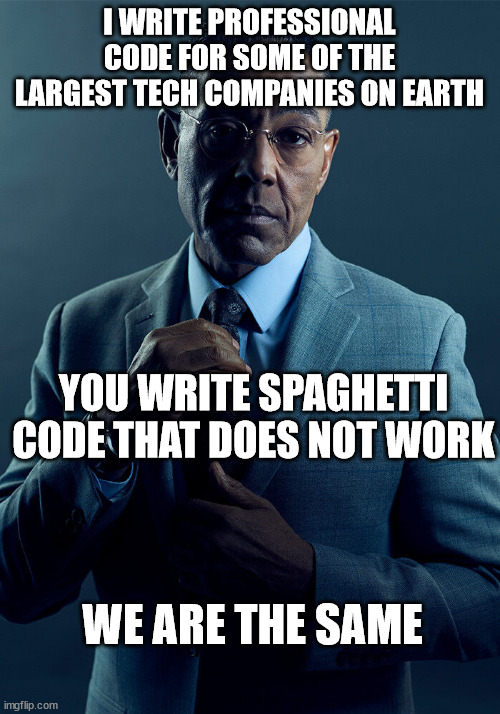 I WRITE PROFESSIONAL
CODE FOR SOME OF THE
LARGEST TECH COMPANIES ON EARTH
YOU WRITE SPAGHETTI
CODE THAT DOES NOT WORK
WE ARE THE SAME
imgflip.com